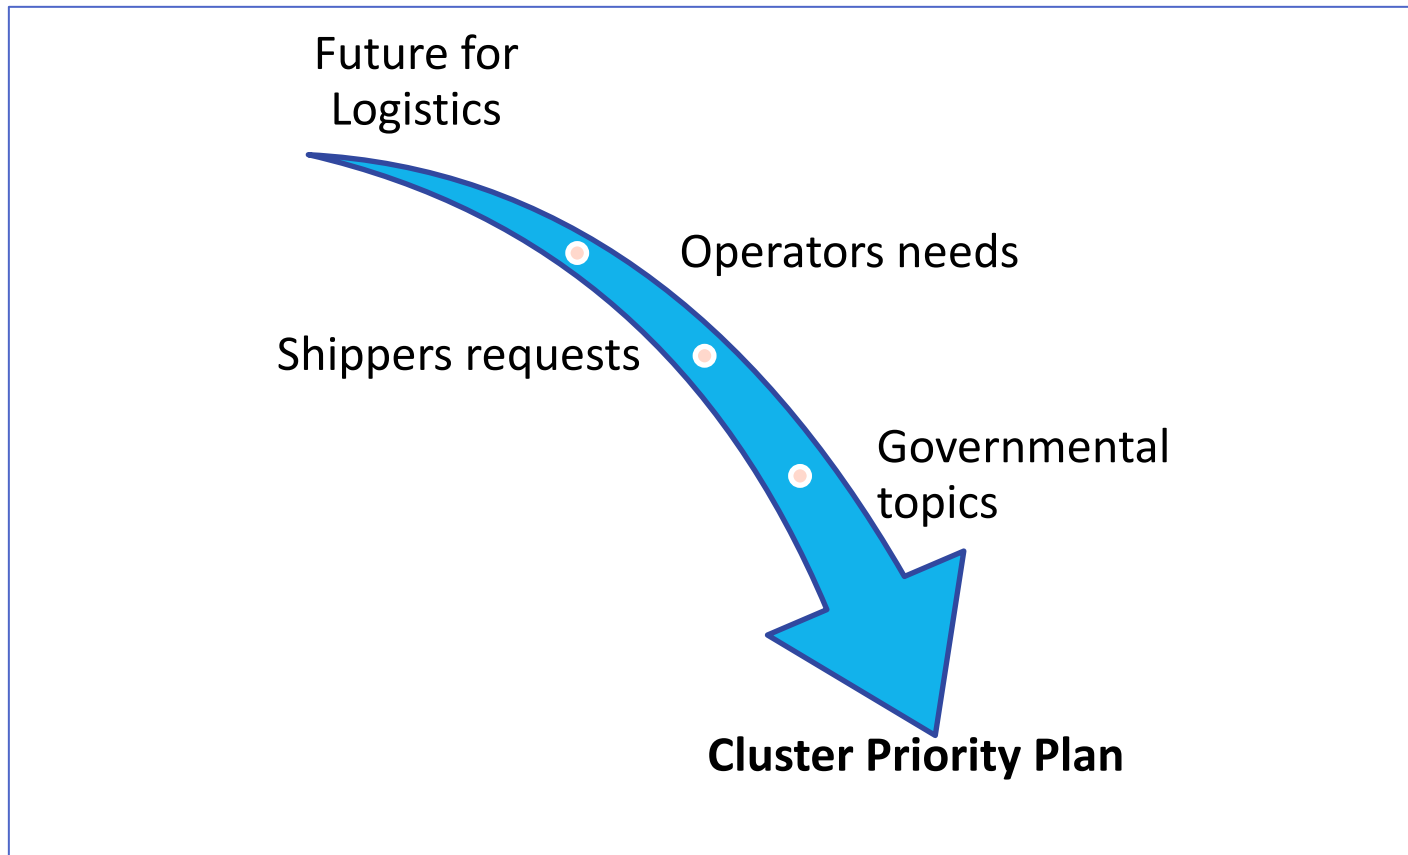 Future for
Logistics
Operators needs
Shippers requests
Governmental
topics
Cluster Priority Plan